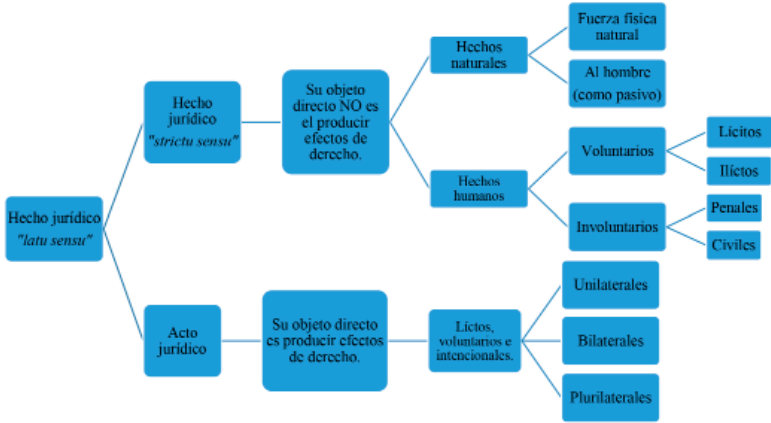 Hecho jurídico
"latu sensu"
Hecho
jurídico
"strictu sensu"
Su objeto
directo NO es
el producir
efectos de
derecho.
Hechos
naturales
Fuerza física
natural
Al hombre
(como pasivo)
Hechos
humanos
Voluntarios
Lícitos
Ilíctos
Involuntarios
Penales
Civiles
Acto
jurídico
Su objeto directo
es producir efectos
de derecho.
Líctos,
voluntarios e
intencionales.
Unilaterales
Bilaterales
Plurilaterales